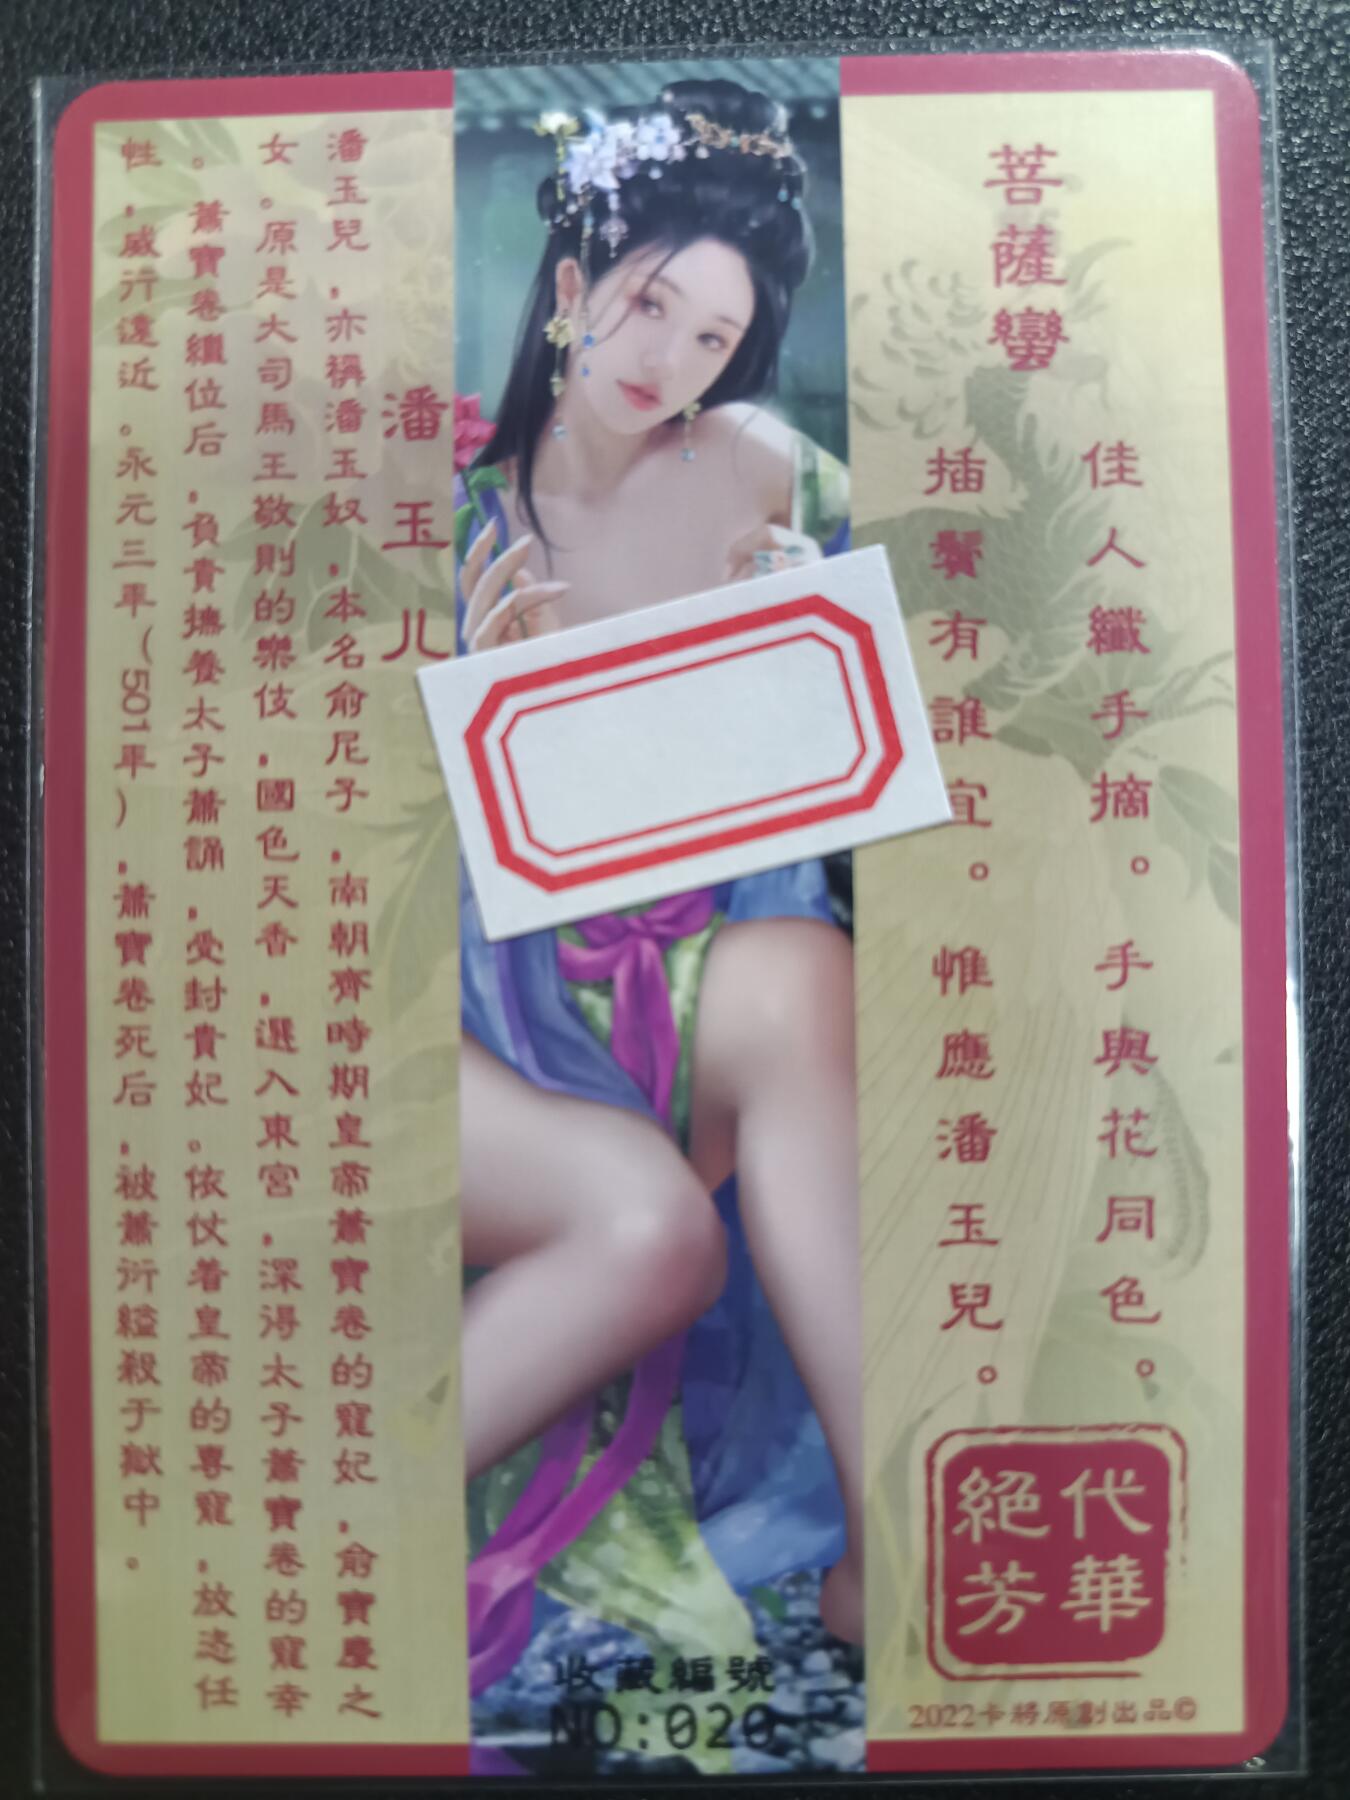 菩薩蠻
佳人纖手摘。手與花同色。
插鬢有誰宜。惟應潘玉兒。
代華
絕芳
2022卡將原創出品©
潘玉儿
潘玉兒，亦稱潘玉奴，本名俞尼子，南朝齊時期皇帝蕭寶卷的寵妃，俞寶慶之
女。原是大司馬王敬則的樂伎，國色天香，選入東宮，深得太子蕭寶卷的寵幸
。蕭寶卷繼位后，負責撫養太子蕭誦，受封貴妃。依仗着皇帝的專寵，放恣任
性，威行遠近。永元三年（501年），蕭寶卷死后，被蕭衍縊殺于獄中。
收藏編號
NO:020